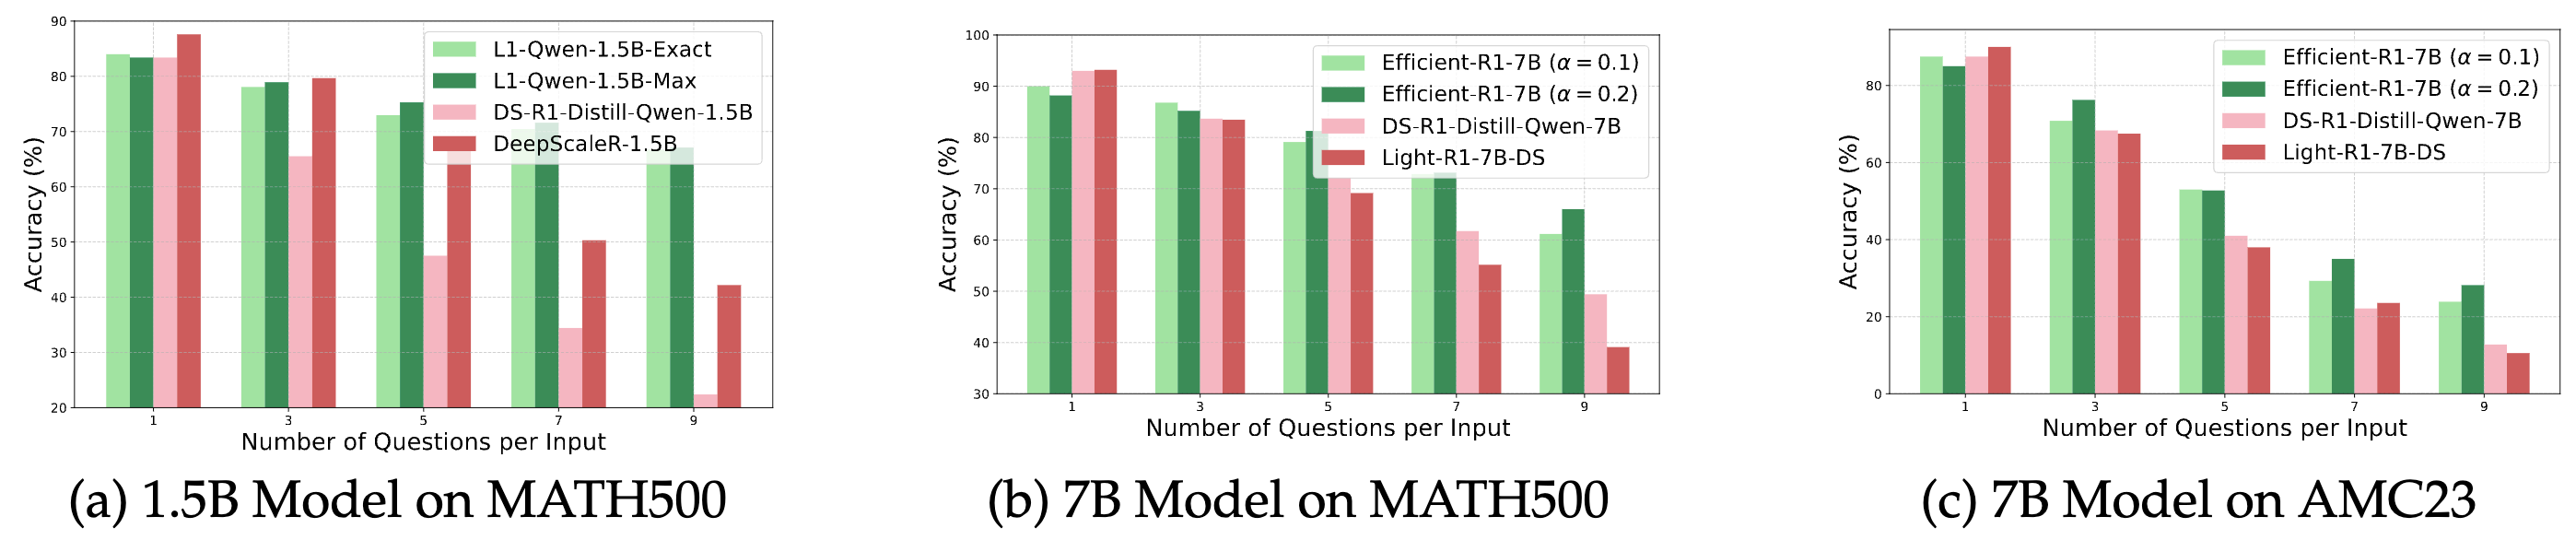 90
80
70
60
50
40
30
20
Accuracy (%)
L1-Qwen-1.5B-Exact
L1-Qwen-1.5B-Max
DS-R1-Distill-Qwen-1.5B
DeepScaleR-1.5B
1 3 5 7 9
Number of Questions per Input
(a) 1.5B Model on MATH500
100
90
80
70
60
50
40
30
Accuracy (%)
Efficient-R1-7B (α = 0.1)
Efficient-R1-7B (α = 0.2)
DS-R1-Distill-Qwen-7B
Light-R1-7B-DS
1 3 5 7 9
Number of Questions per Input
(b) 7B Model on MATH500
80
60
40
20
0
Accuracy (%)
Efficient-R1-7B (α = 0.1)
Efficient-R1-7B (α = 0.2)
DS-R1-Distill-Qwen-7B
Light-R1-7B-DS
1 3 5 7 9
Number of Questions per Input
(c) 7B Model on AMC23